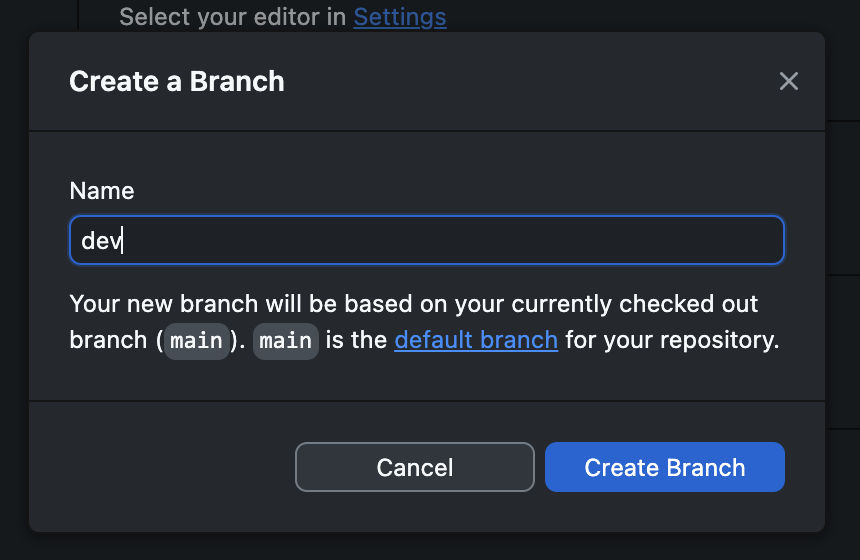 Select your editor in Settings
Create a Branch
Name
dev
Your new branch will be based on your currently checked out
branch (main). main is the default branch for your repository.
Cancel
Create Branch